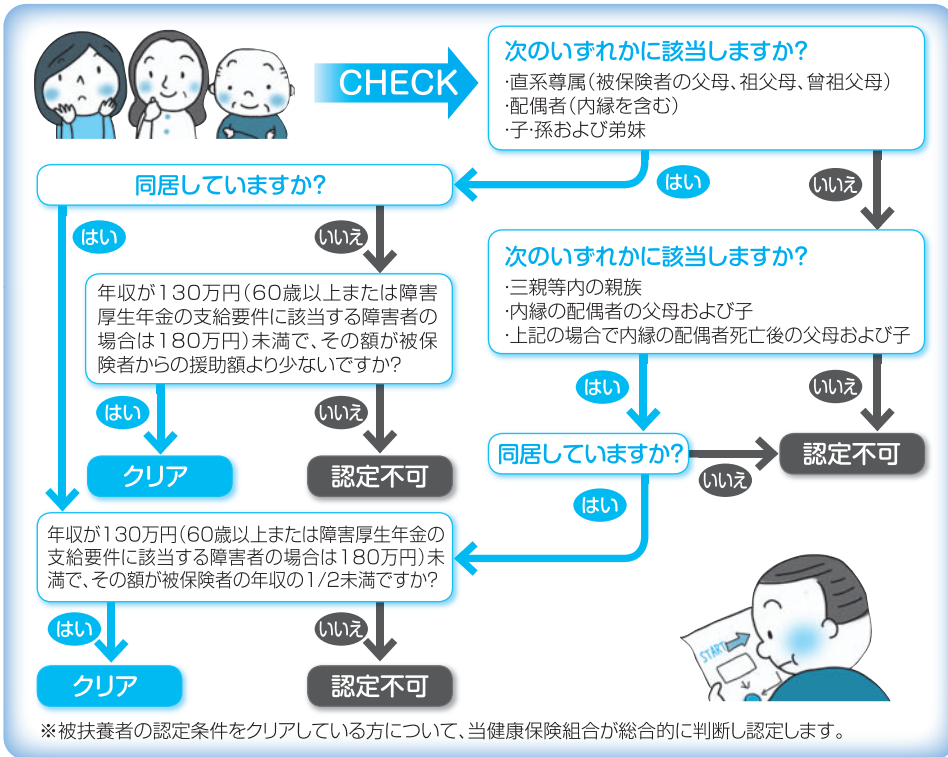 CHECK
次のいずれかに該当しますか?
・直系尊属(被保険者の父母、祖父母、曾祖父母)
・配偶者(内縁を含む)
・子・孫および弟妹
はい
いいえ
同居していますか?
はい
いいえ
年収が130万円(60歳以上または障害
厚生年金の支給要件に該当する障害者の
場合は180万円)未満で、その額が被保
険者からの援助額より少ないですか?
はい
いいえ
クリア
認定不可
次のいずれかに該当しますか?
・三親等内の親族
・内縁の配偶者の父母および子
・上記の場合で内縁の配偶者死亡後の父母および子
はい
いいえ
同居していますか?
いいえ
認定不可
はい
年収が130万円(60歳以上または障害厚生年金の
支給要件に該当する障害者の場合は180万円)未
満で、その額が被保険者の年収の1/2未満ですか?
はい
いいえ
クリア
認定不可
START
※被扶養者の認定条件をクリアしている方について、当健康保険組合が総合的に判断し認定します。